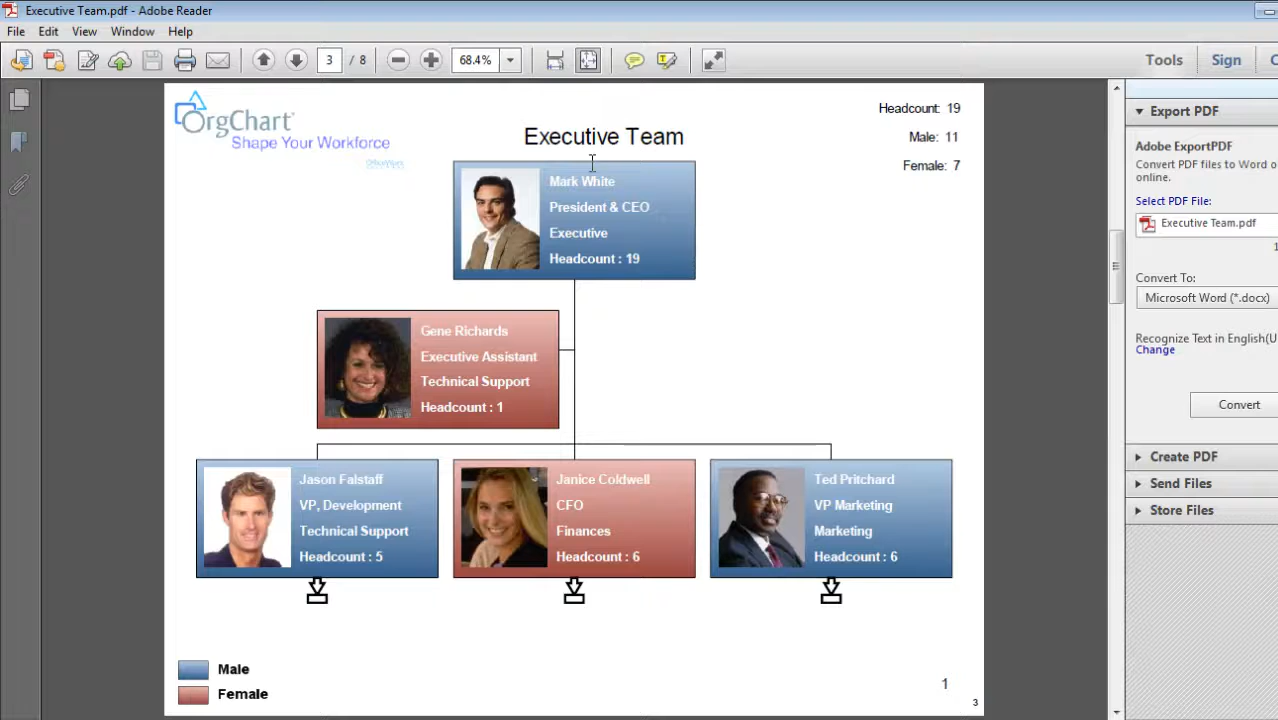 Executive Team.pdf - Adobe Reader
File Edit View Window Help
3 / 8 68.4% Tools Sign
OrgChart
Shape Your Workforce
OfficeWork
Headcount: 19
Male: 11
Female: 7
Executive Team
Mark White
President & CEO
Executive
Headcount : 19
Gene Richards
Executive Assistant
Technical Support
Headcount : 1
Jason Falstaff
VP, Development
Technical Support
Headcount : 5
Janice Coldwell
CFO
Finances
Headcount : 6
Ted Pritchard
VP Marketing
Marketing
Headcount : 6
Male
Female
1
3
Export PDF
Adobe ExportPDF
Convert PDF files to Word o
online.
Select PDF File:
Executive Team.pdf
Convert To:
Microsoft Word (*.docx)
Recognize Text in English(U
Change
Convert
Create PDF
Send Files
Store Files